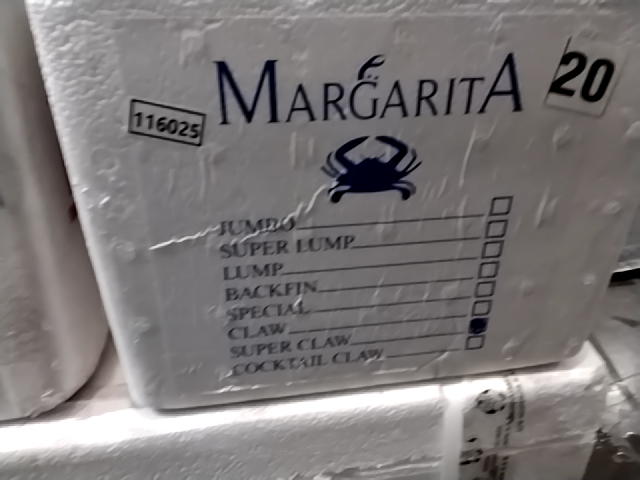 MARGARITA
20
116025
JUMBO
SUPER LUMP
LUMP
BACKFIN
SPECIAL
CLAW
SUPER CLAW
COCKTAIL CLAW